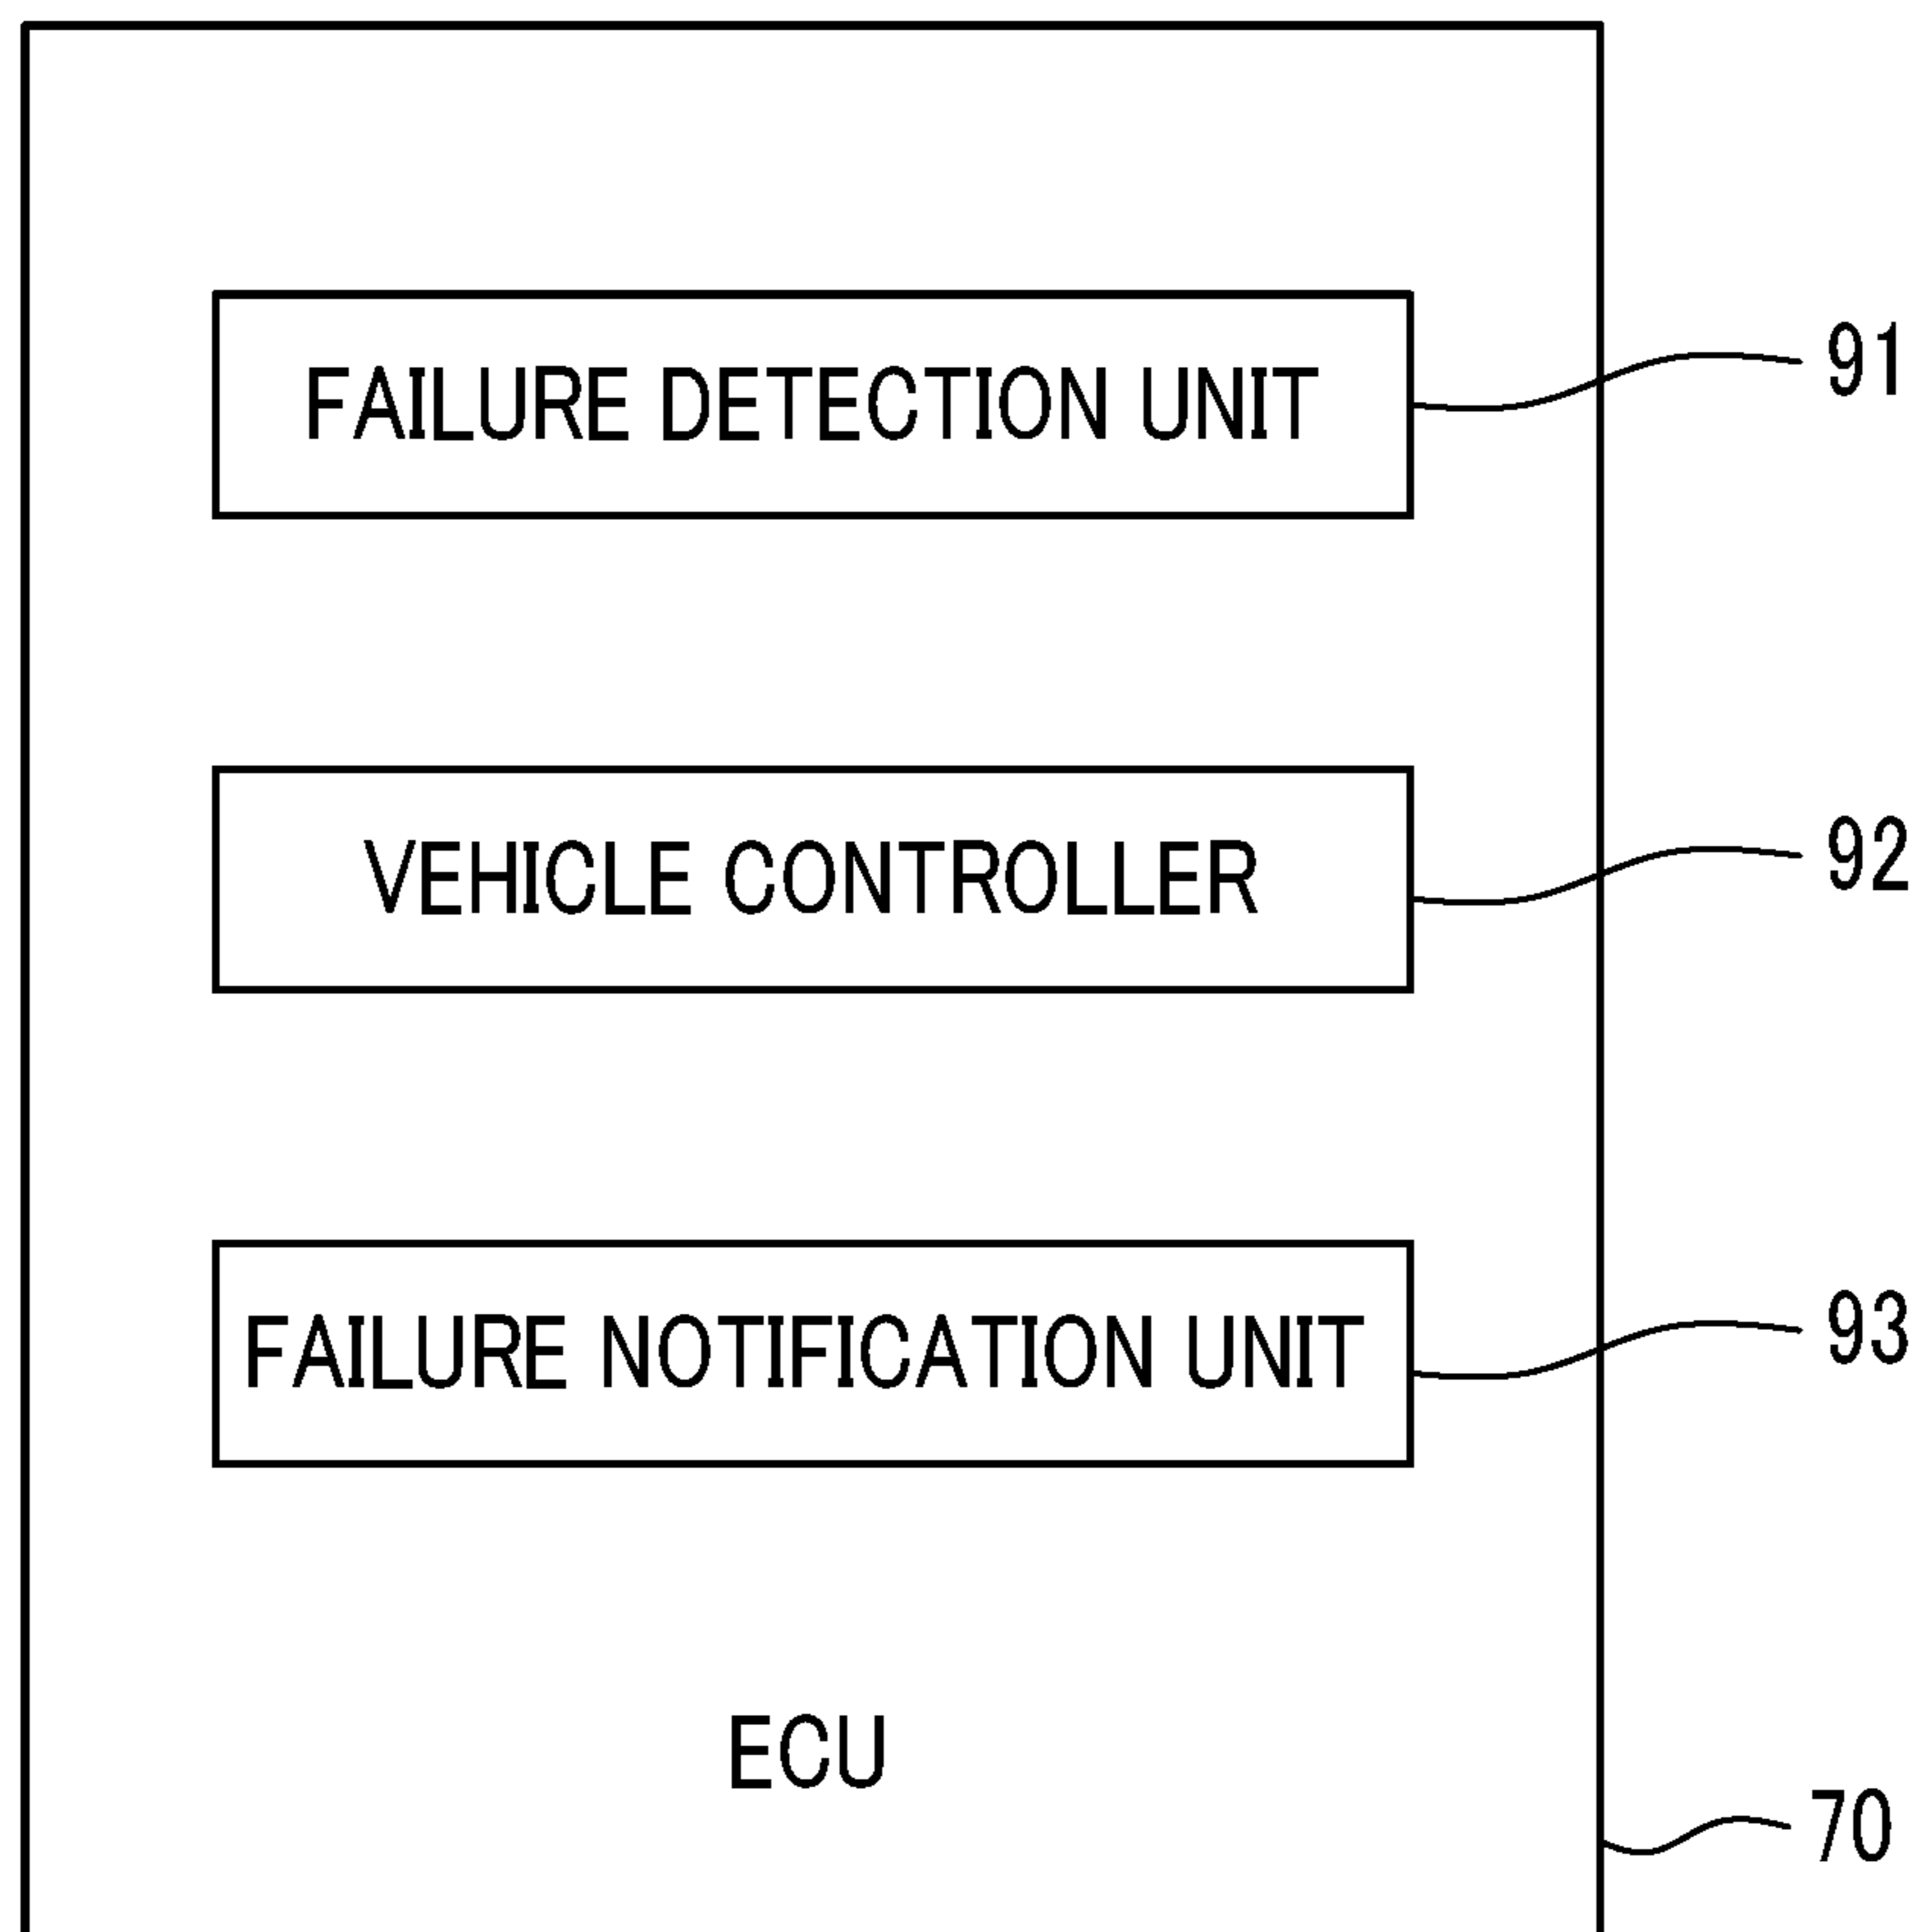 FAILURE DETECTION UNIT
91
VEHICLE CONTROLLER
92
FAILURE NOTIFICATION UNIT
93
ECU
70